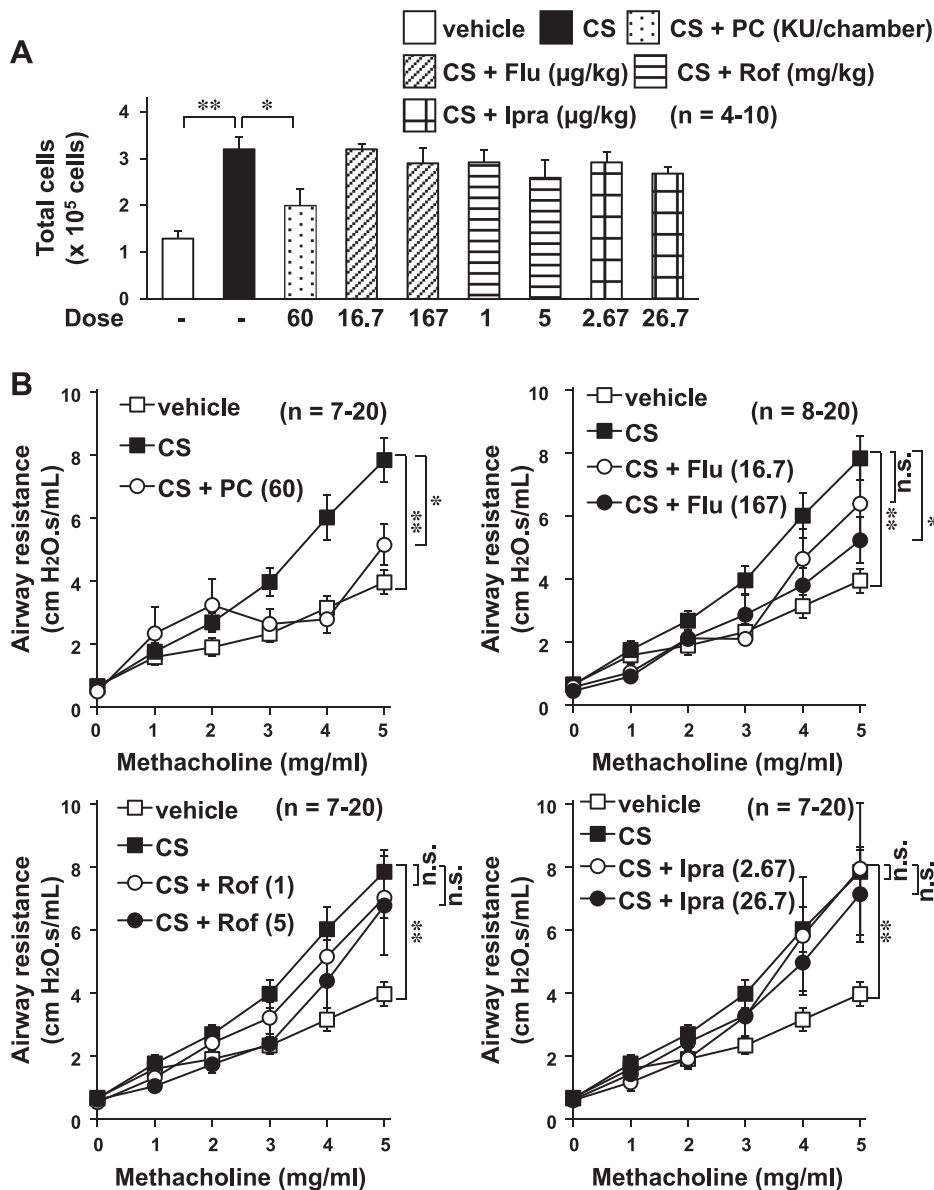 A
vehicle CS CS + PC (KU/chamber)
CS + Flu (µg/kg) CS + Rof (mg/kg)
CS + Ipra (µg/kg) (n = 4-10)
Total cells
(x 10⁵ cells)
4
3
2
1
0
** *
Dose - - 60 16.7 167 1 5 2.67 26.7
B
Airway resistance
(cm H₂O.s/mL)
10
8
6
4
2
0
vehicle (n = 7-20)
CS
CS + PC (60)
*
**
0 1 2 3 4 5
Methacholine (mg/ml)
Airway resistance
(cm H₂O.s/mL)
10
8
6
4
2
0
vehicle (n = 8-20)
CS
CS + Flu (16.7)
CS + Flu (167)
**
n.s.
*
0 1 2 3 4 5
Methacholine (mg/ml)
Airway resistance
(cm H₂O.s/mL)
10
8
6
4
2
0
vehicle (n = 7-20)
CS
CS + Rof (1)
CS + Rof (5)
**
n.s.
n.s.
0 1 2 3 4 5
Methacholine (mg/ml)
Airway resistance
(cm H₂O.s/mL)
10
8
6
4
2
0
vehicle (n = 7-20)
CS
CS + Ipra (2.67)
CS + Ipra (26.7)
**
n.s.
n.s.
0 1 2 3 4 5
Methacholine (mg/ml)